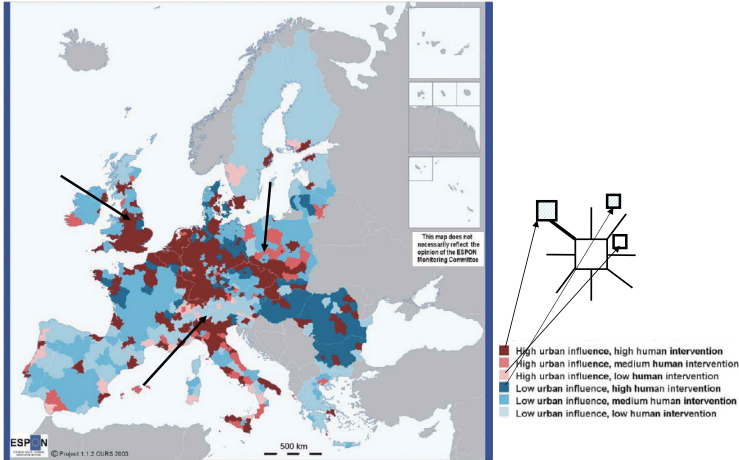 This map does not
necessarily reflect the
opinion of the ESPON
Monitoring Committee
High urban influence, high human intervention
High urban influence, medium human intervention
High urban influence, low human intervention
Low urban influence, high human intervention
Low urban influence, medium human intervention
Low urban influence, low human intervention
ESPON
© Project 1.1.2 CURS 2003
500 km